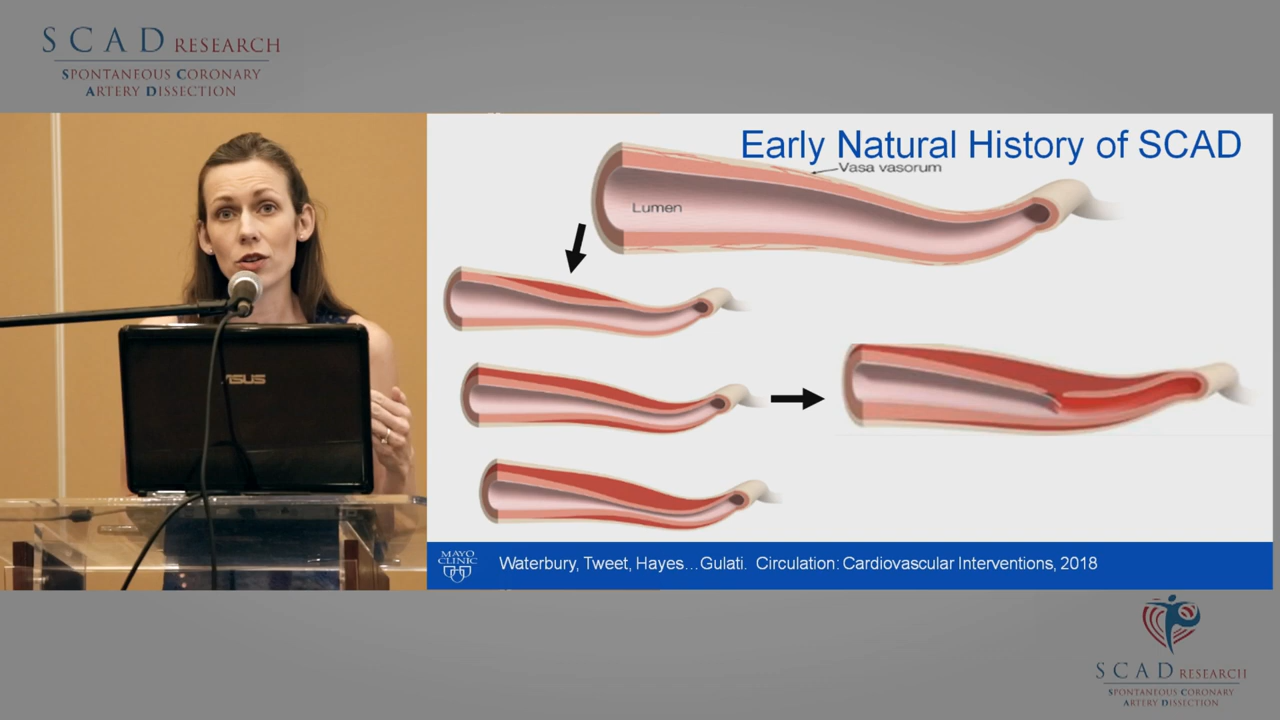 SCAD RESEARCH
SPONTANEOUS CORONARY
ARTERY DISSECTION
Early Natural History of SCAD
Vasa vasorum
Lumen
ASUS
MAYO
CLINIC
Waterbury, Tweet, Hayes...Gulati. Circulation: Cardiovascular Interventions, 2018
SCAD RESEARCH
SPONTANEOUS CORONARY
ARTERY DISSECTION